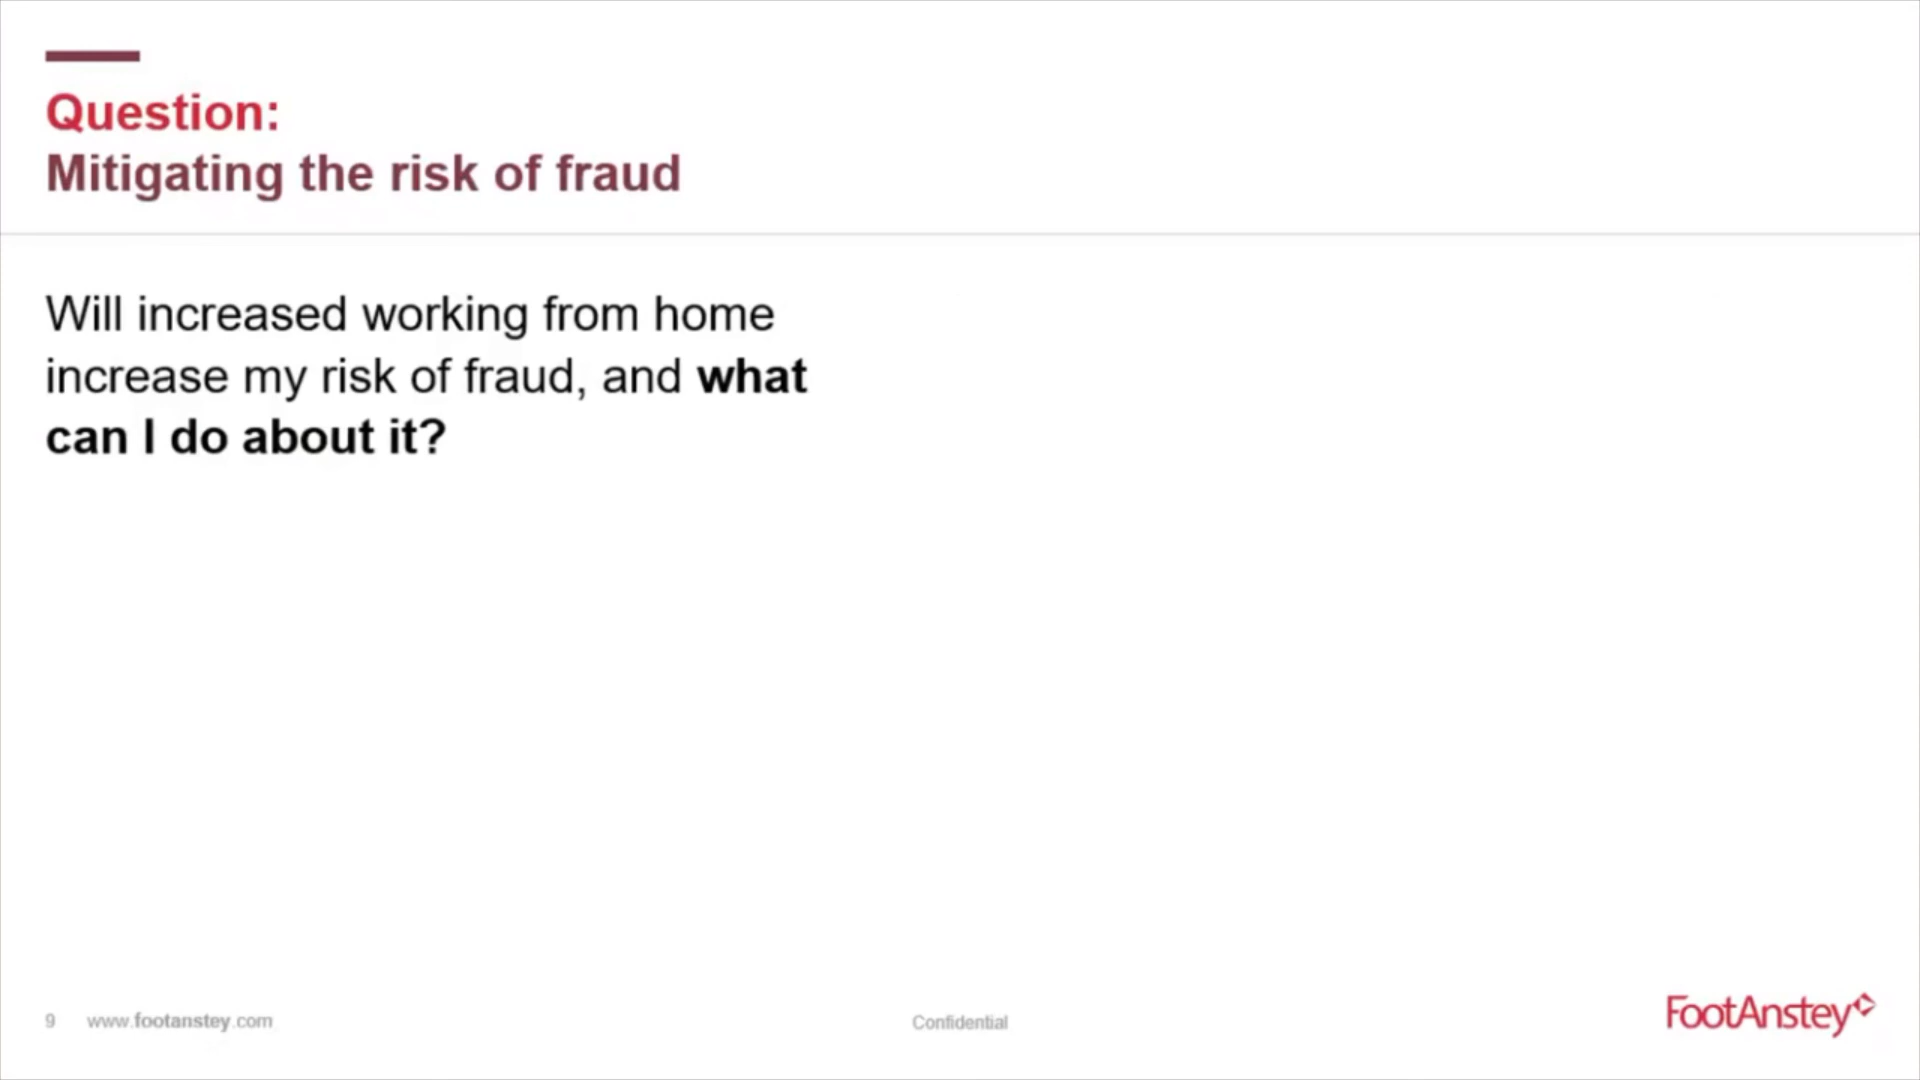 Question:
Mitigating the risk of fraud
Will increased working from home
increase my risk of fraud, and what
can I do about it?
9 www.footanstey.com
Confidential
FootAnstey